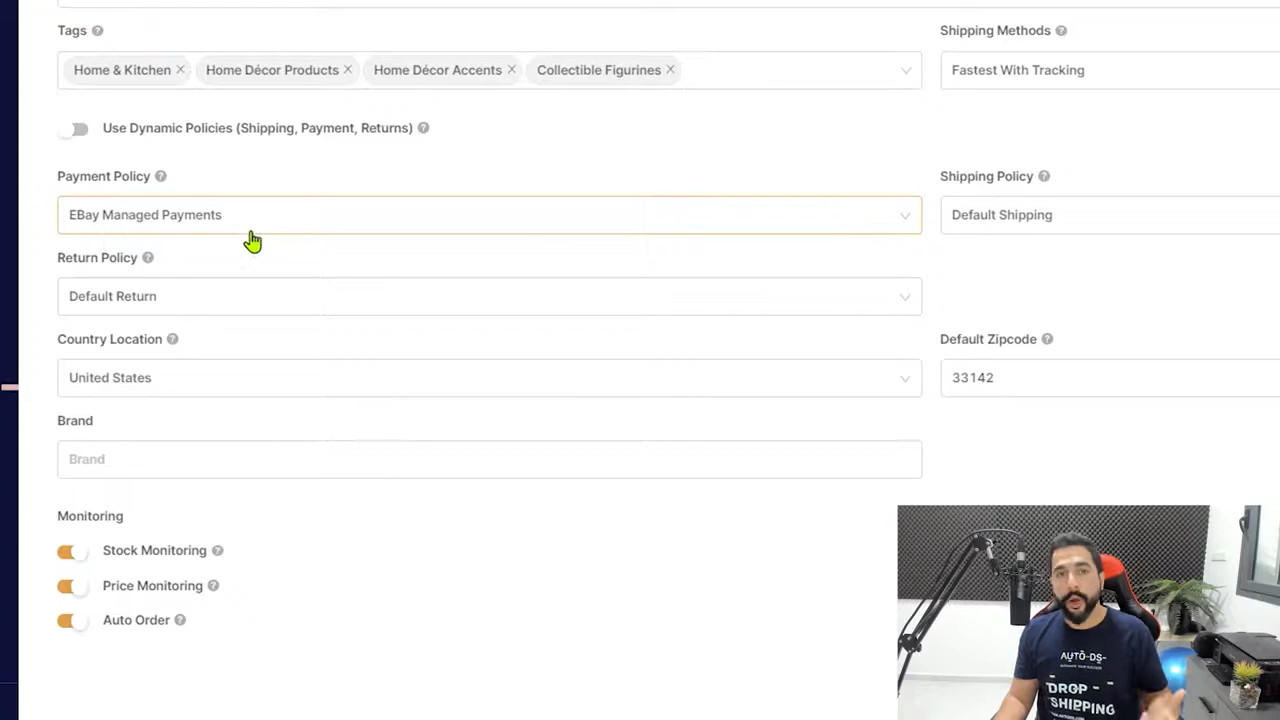 Tags
Shipping Methods
Home & Kitchen
Home Décor Products
Home Décor Accents
Collectible Figurines
Fastest With Tracking
Use Dynamic Policies (Shipping, Payment, Returns)
Payment Policy
Shipping Policy
EBay Managed Payments
Default Shipping
Return Policy
Default Return
Country Location
Default Zipcode
United States
33142
Brand
Brand
Monitoring
Stock Monitoring
Price Monitoring
Auto Order
AUTO-DS-
DROP
SHIPPING